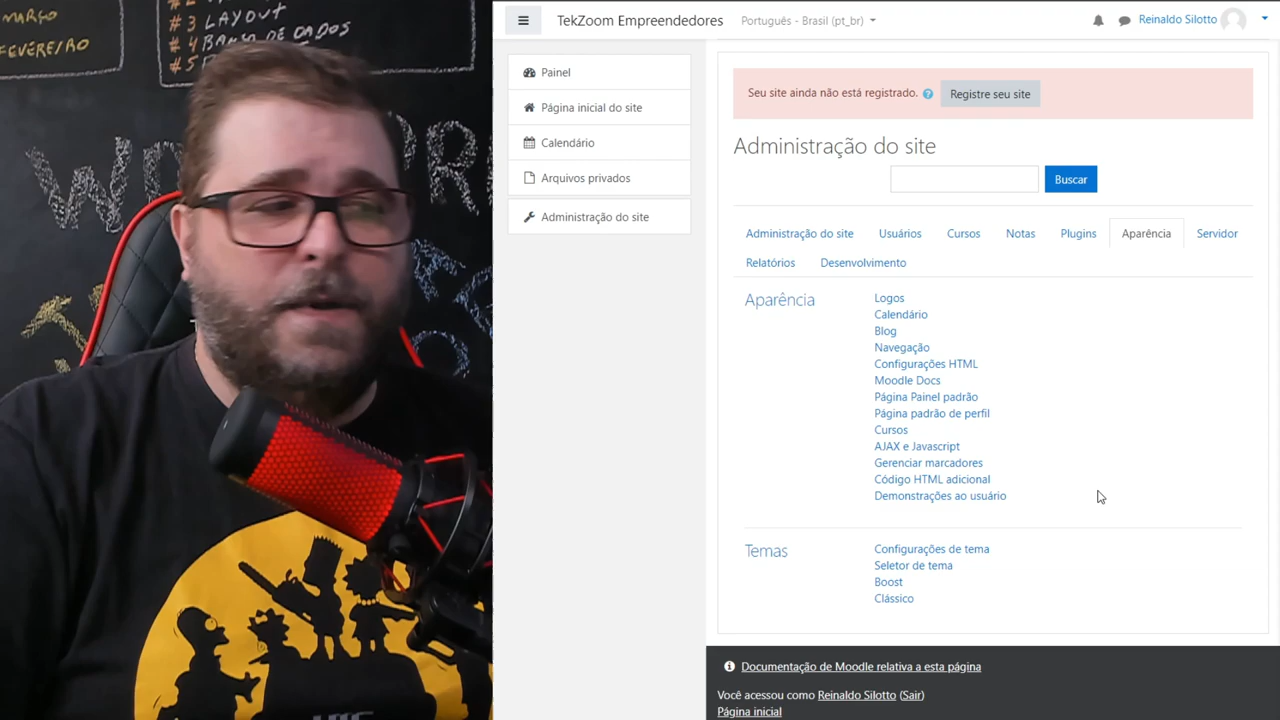 MARÇO
FEVEREIRO
#3 LAYOUT
#4 BANCO DE DADOS
#5
TekZoom Empreendedores
Português - Brasil (pt_br)
Reinaldo Silotto
Painel
Página inicial do site
Calendário
Arquivos privados
Administração do site
Seu site ainda não está registrado.
Registre seu site
Administração do site
Buscar
Administração do site
Usuários
Cursos
Notas
Plugins
Aparência
Servidor
Relatórios
Desenvolvimento
Aparência
Logos
Calendário
Blog
Navegação
Configurações HTML
Moodle Docs
Página Painel padrão
Página padrão de perfil
Cursos
AJAX e Javascript
Gerenciar marcadores
Código HTML adicional
Demonstrações ao usuário
Temas
Configurações de tema
Seletor de tema
Boost
Clássico
Documentação de Moodle relativa a esta página
Você acessou como Reinaldo Silotto (Sair)
Página inicial